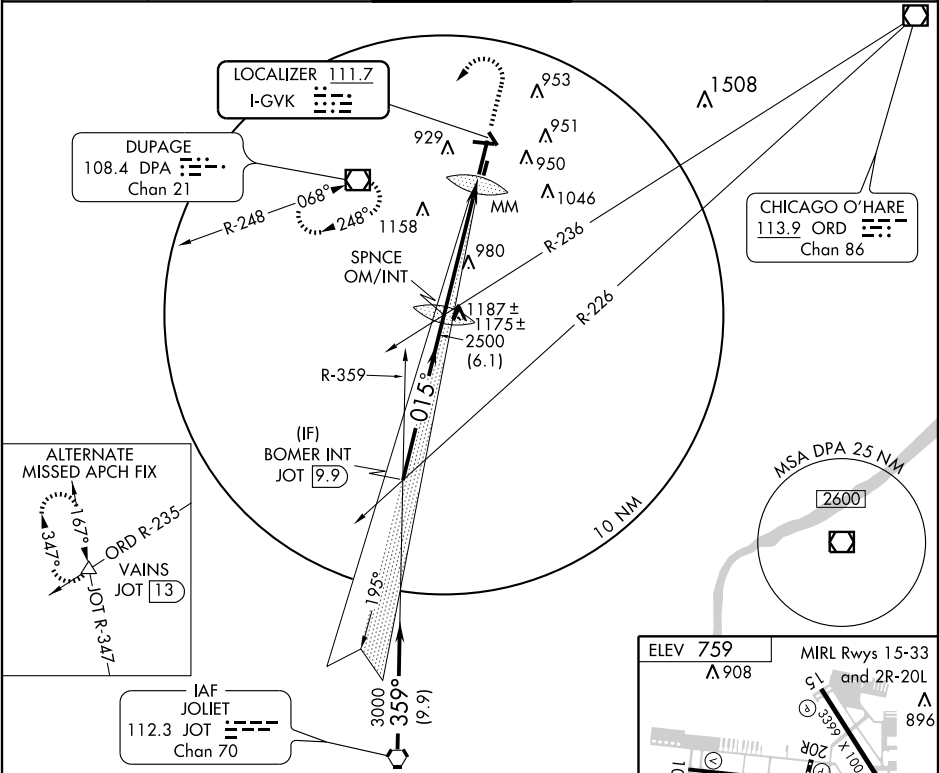 LOCALIZER 111.7
I-GVK
DUPAGE
108.4 DPA
Chan 21
953
1508
929
951
950
1046
MM
CHICAGO O'HARE
113.9 ORD
Chan 86
R-248
068°
248°
1158
R-236
SPNCE
OM/INT
980
R-226
1187 ±
1175 ±
2500
(6.1)
R-359
015°
(IF)
BOMER INT
JOT 9.9
10 NM
ALTERNATE
MISSED APCH FIX
167°
347°
ORD R-235
VAINS
JOT 13
JOT R-347
MSA DPA 25 NM
2600
195°
3000
359°
(9.9)
IAF
JOLIET
112.3 JOT
Chan 70
ELEV 759
MIRL Rwys 15-33
and 2R-20L
908
896
15
A
3399 X 100
20R
A
V
10